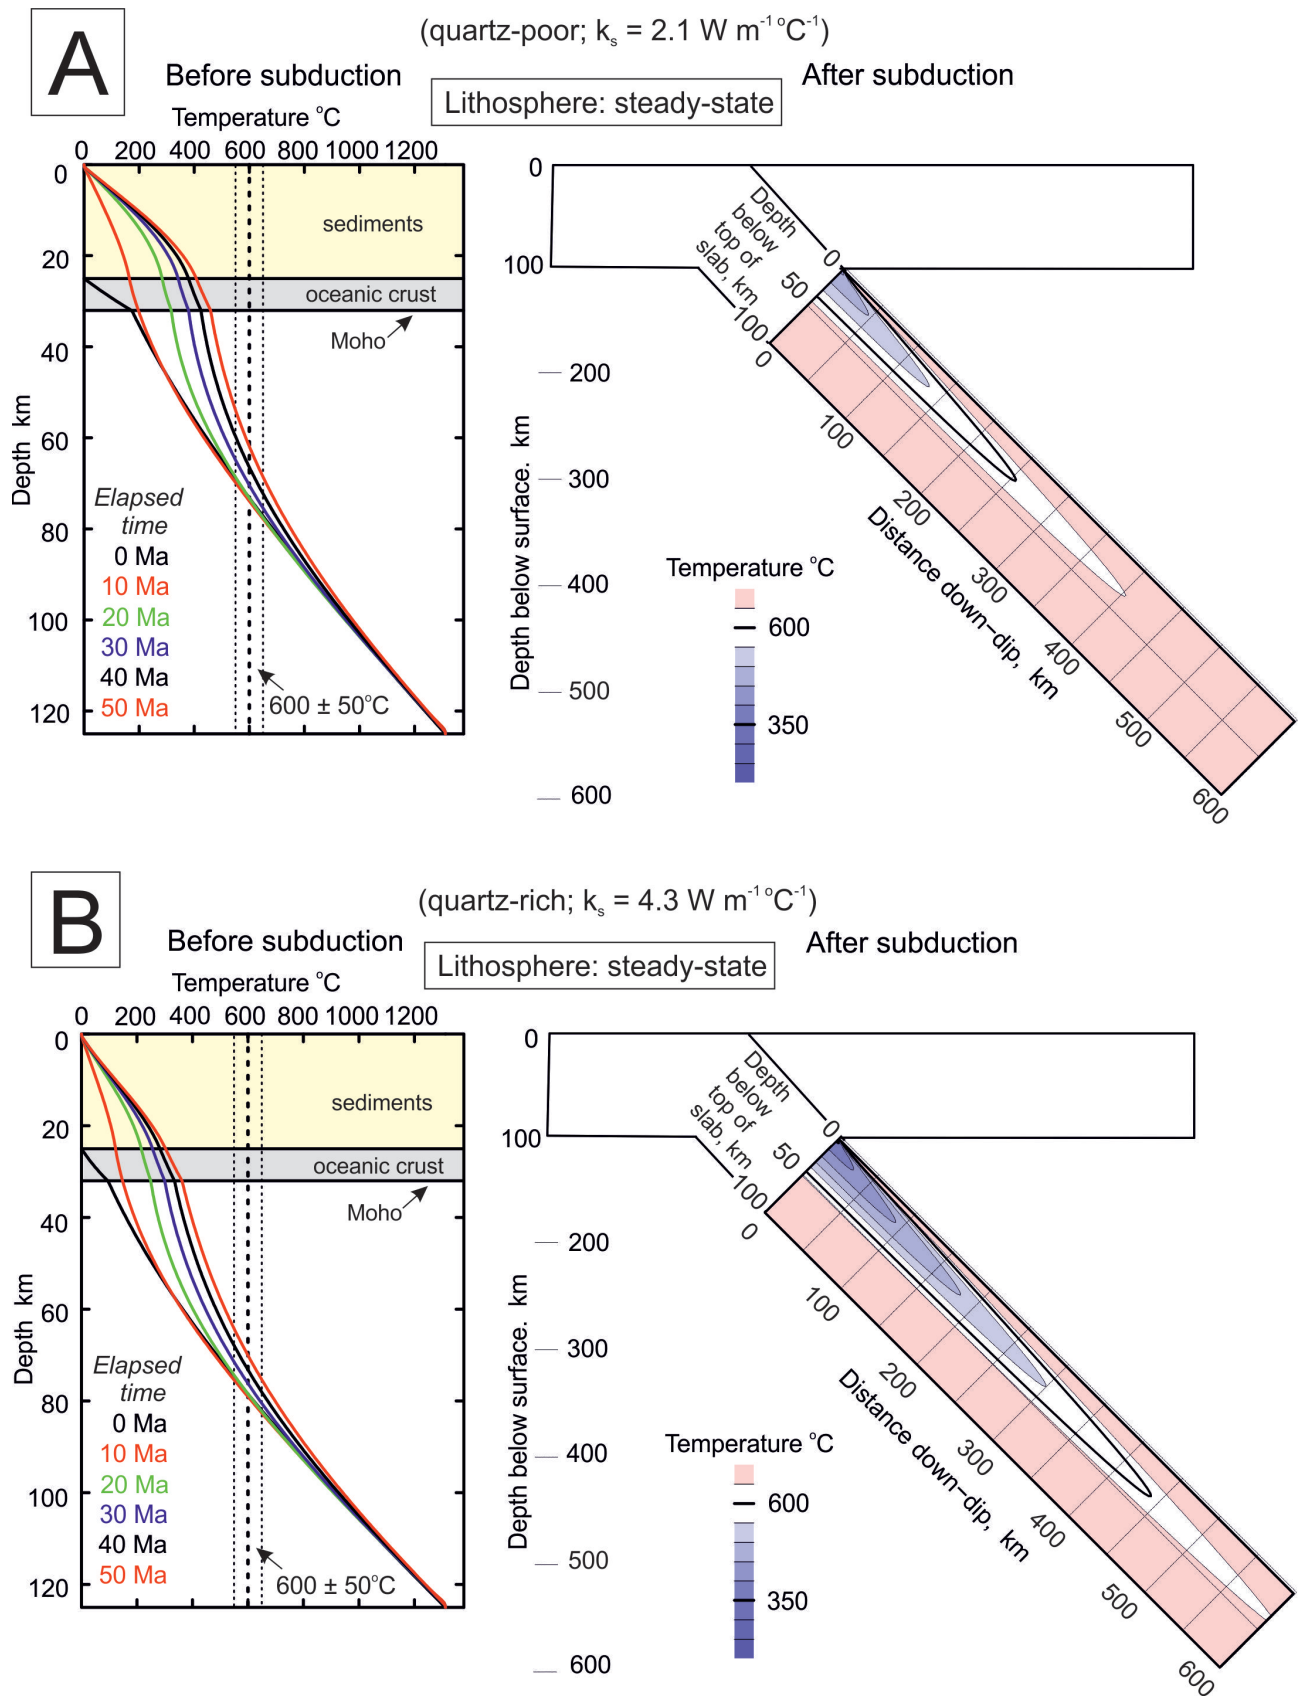 A
(quartz-poor; kₛ = 2.1 W m⁻¹ °C⁻¹)
Before subduction
After subduction
Lithosphere: steady-state
Temperature °C
0 200 400 600 800 1000 1200
0
20
40
60
80
100
120
Depth km
sediments
oceanic crust
Moho
Elapsed
time
0 Ma
10 Ma
20 Ma
30 Ma
40 Ma
50 Ma
600 ± 50°C
0
100
200
300
400
500
600
Depth below surface. km
Depth
below
top of
slab, km
0
50
100
0
100
200
300
400
500
600
Distance down–dip, km
Temperature °C
600
350
B
(quartz-rich; kₛ = 4.3 W m⁻¹ °C⁻¹)
Before subduction
After subduction
Lithosphere: steady-state
Temperature °C
0 200 400 600 800 1000 1200
0
20
40
60
80
100
120
Depth km
sediments
oceanic crust
Moho
Elapsed
time
0 Ma
10 Ma
20 Ma
30 Ma
40 Ma
50 Ma
600 ± 50°C
0
100
200
300
400
500
600
Depth below surface. km
Depth
below
top of
slab, km
0
50
100
0
100
200
300
400
500
600
Distance down–dip, km
Temperature °C
600
350